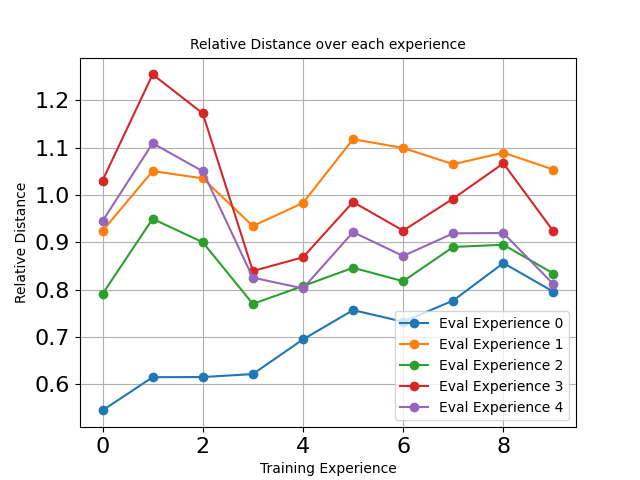 Relative Distance over each experience
Relative Distance
1.2
1.1
1.0
0.9
0.8
0.7
0.6
Eval Experience 0
Eval Experience 1
Eval Experience 2
Eval Experience 3
Eval Experience 4
0 2 4 6 8
Training Experience